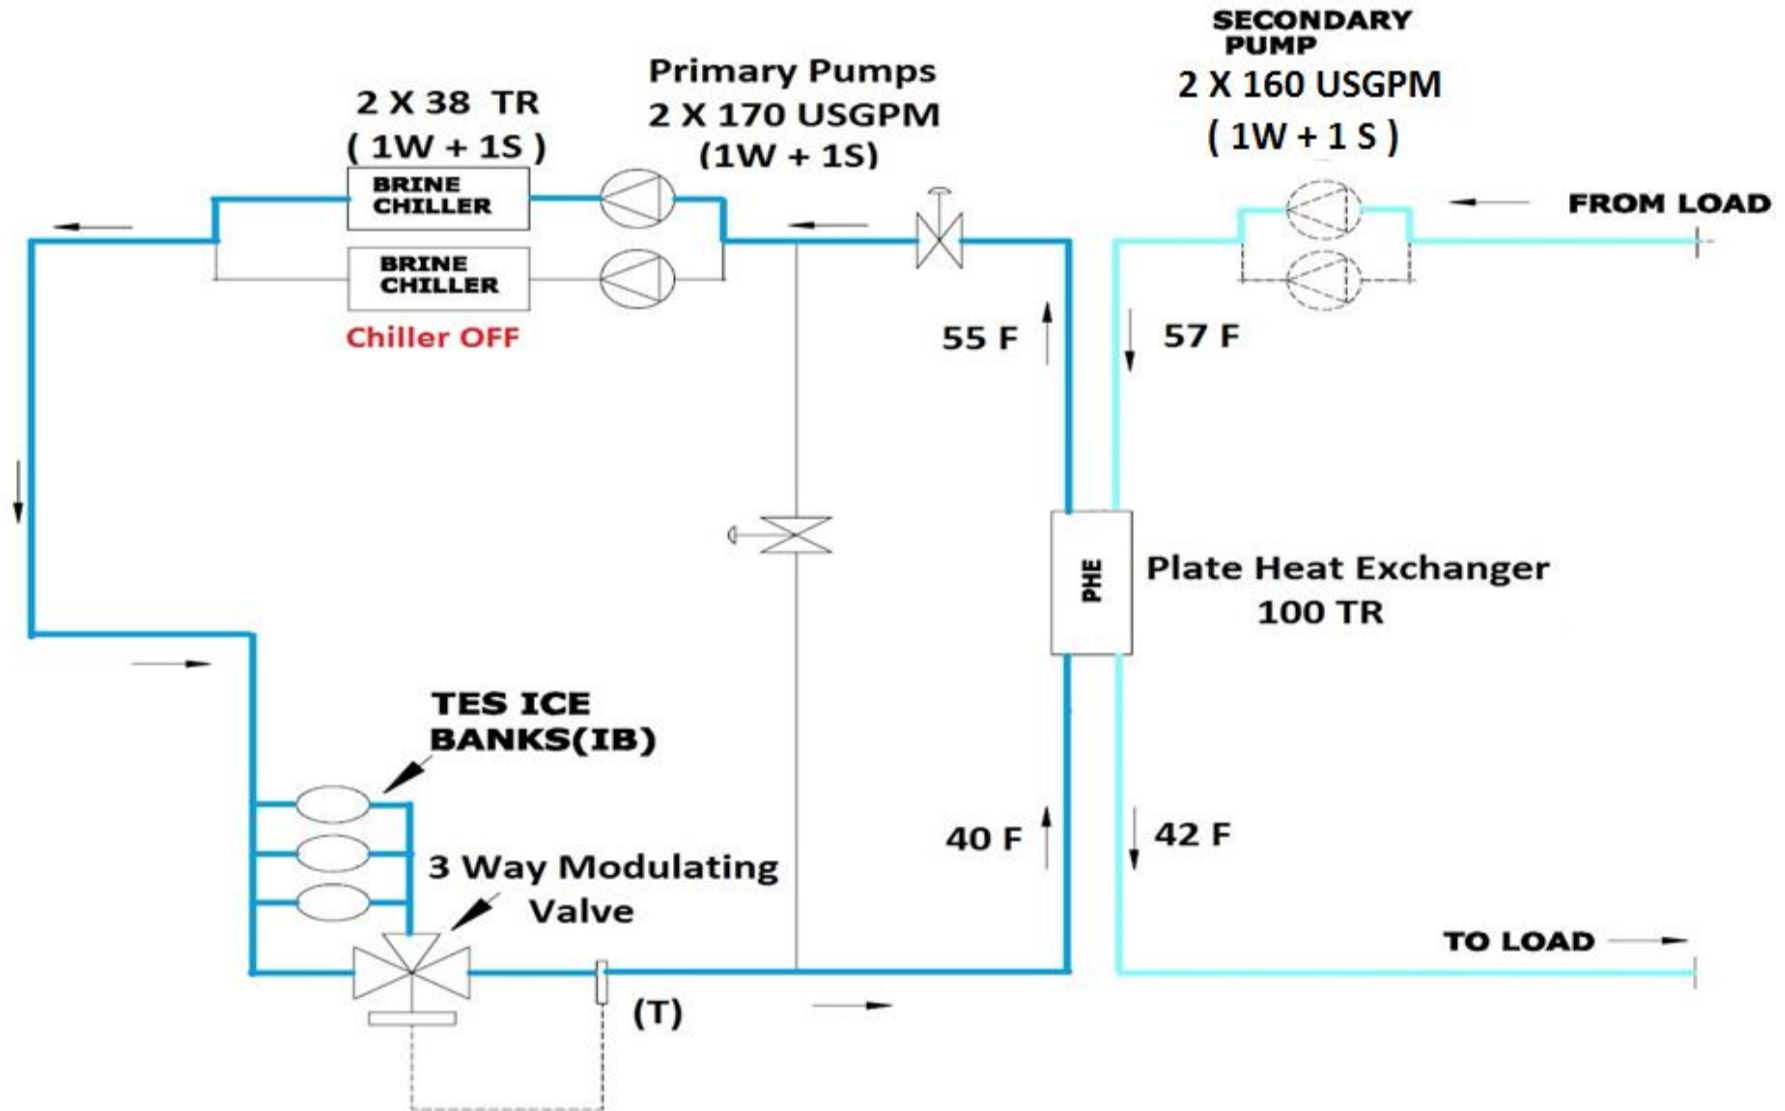 SECONDARY
PUMP
2 X 160 USGPM
( 1W + 1 S )
Primary Pumps
2 X 170 USGPM
(1W + 1S)
2 X 38 TR
( 1W + 1S )
BRINE
CHILLER
BRINE
CHILLER
Chiller OFF
FROM LOAD
55 F
57 F
PHE
Plate Heat Exchanger
100 TR
TES ICE
BANKS(IB)
40 F
42 F
3 Way Modulating
Valve
TO LOAD
(T)